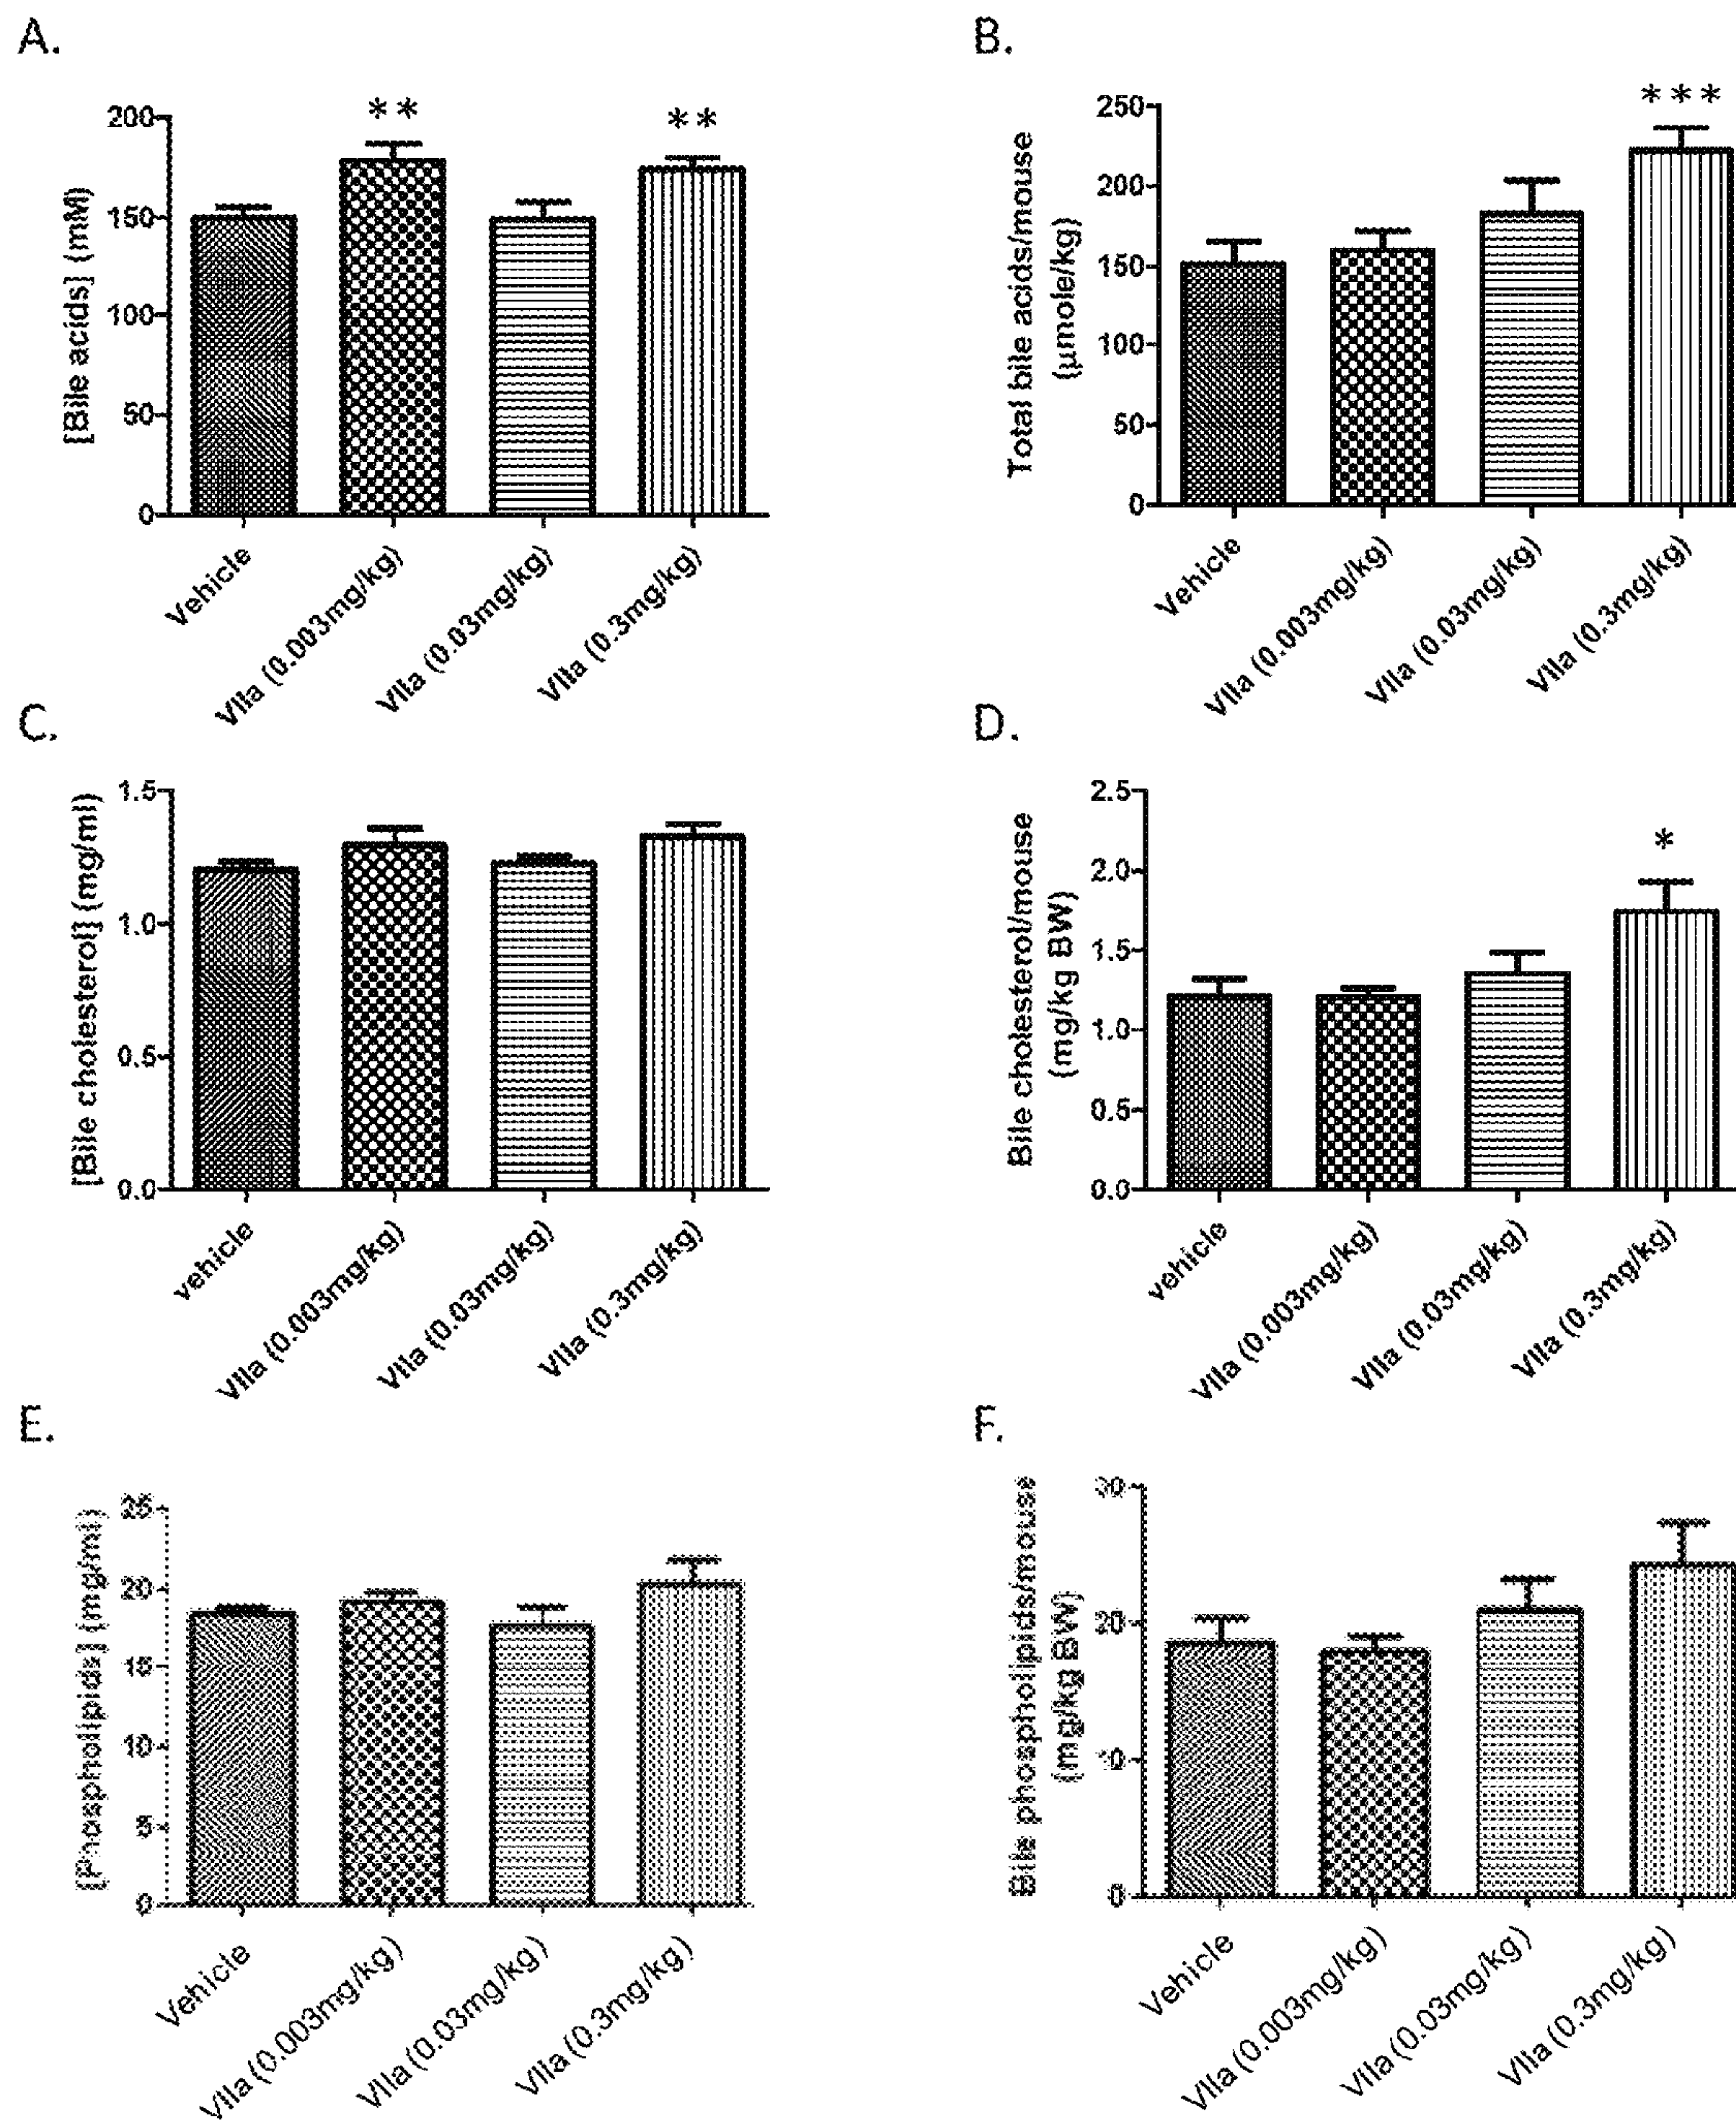 A.
[Bile acids] (mM)
200
150
100
50
0
**
**
Vehicle
VIIa (0.003mg/kg)
VIIa (0.03mg/kg)
VIIa (0.3mg/kg)
B.
Total bile acids/mouse
(μmole/kg)
250
200
150
100
50
0
***
Vehicle
VIIa (0.003mg/kg)
VIIa (0.03mg/kg)
VIIa (0.3mg/kg)
C.
[Bile cholesterol] (mg/ml)
1.5
1.0
0.5
0.0
vehicle
VIIa (0.003mg/kg)
VIIa (0.03mg/kg)
VIIa (0.3mg/kg)
D.
Bile cholesterol/mouse
(mg/kg BW)
2.5
2.0
1.5
1.0
0.5
0.0
*
vehicle
VIIa (0.003mg/kg)
VIIa (0.03mg/kg)
VIIa (0.3mg/kg)
E.
[Phospholipids] (mg/ml)
25
20
15
10
5
0
Vehicle
VIIa (0.003mg/kg)
VIIa (0.03mg/kg)
VIIa (0.3mg/kg)
F.
Bile phospholipids/mouse
(mg/kg BW)
30
20
10
0
Vehicle
VIIa (0.003mg/kg)
VIIa (0.03mg/kg)
VIIa (0.3mg/kg)